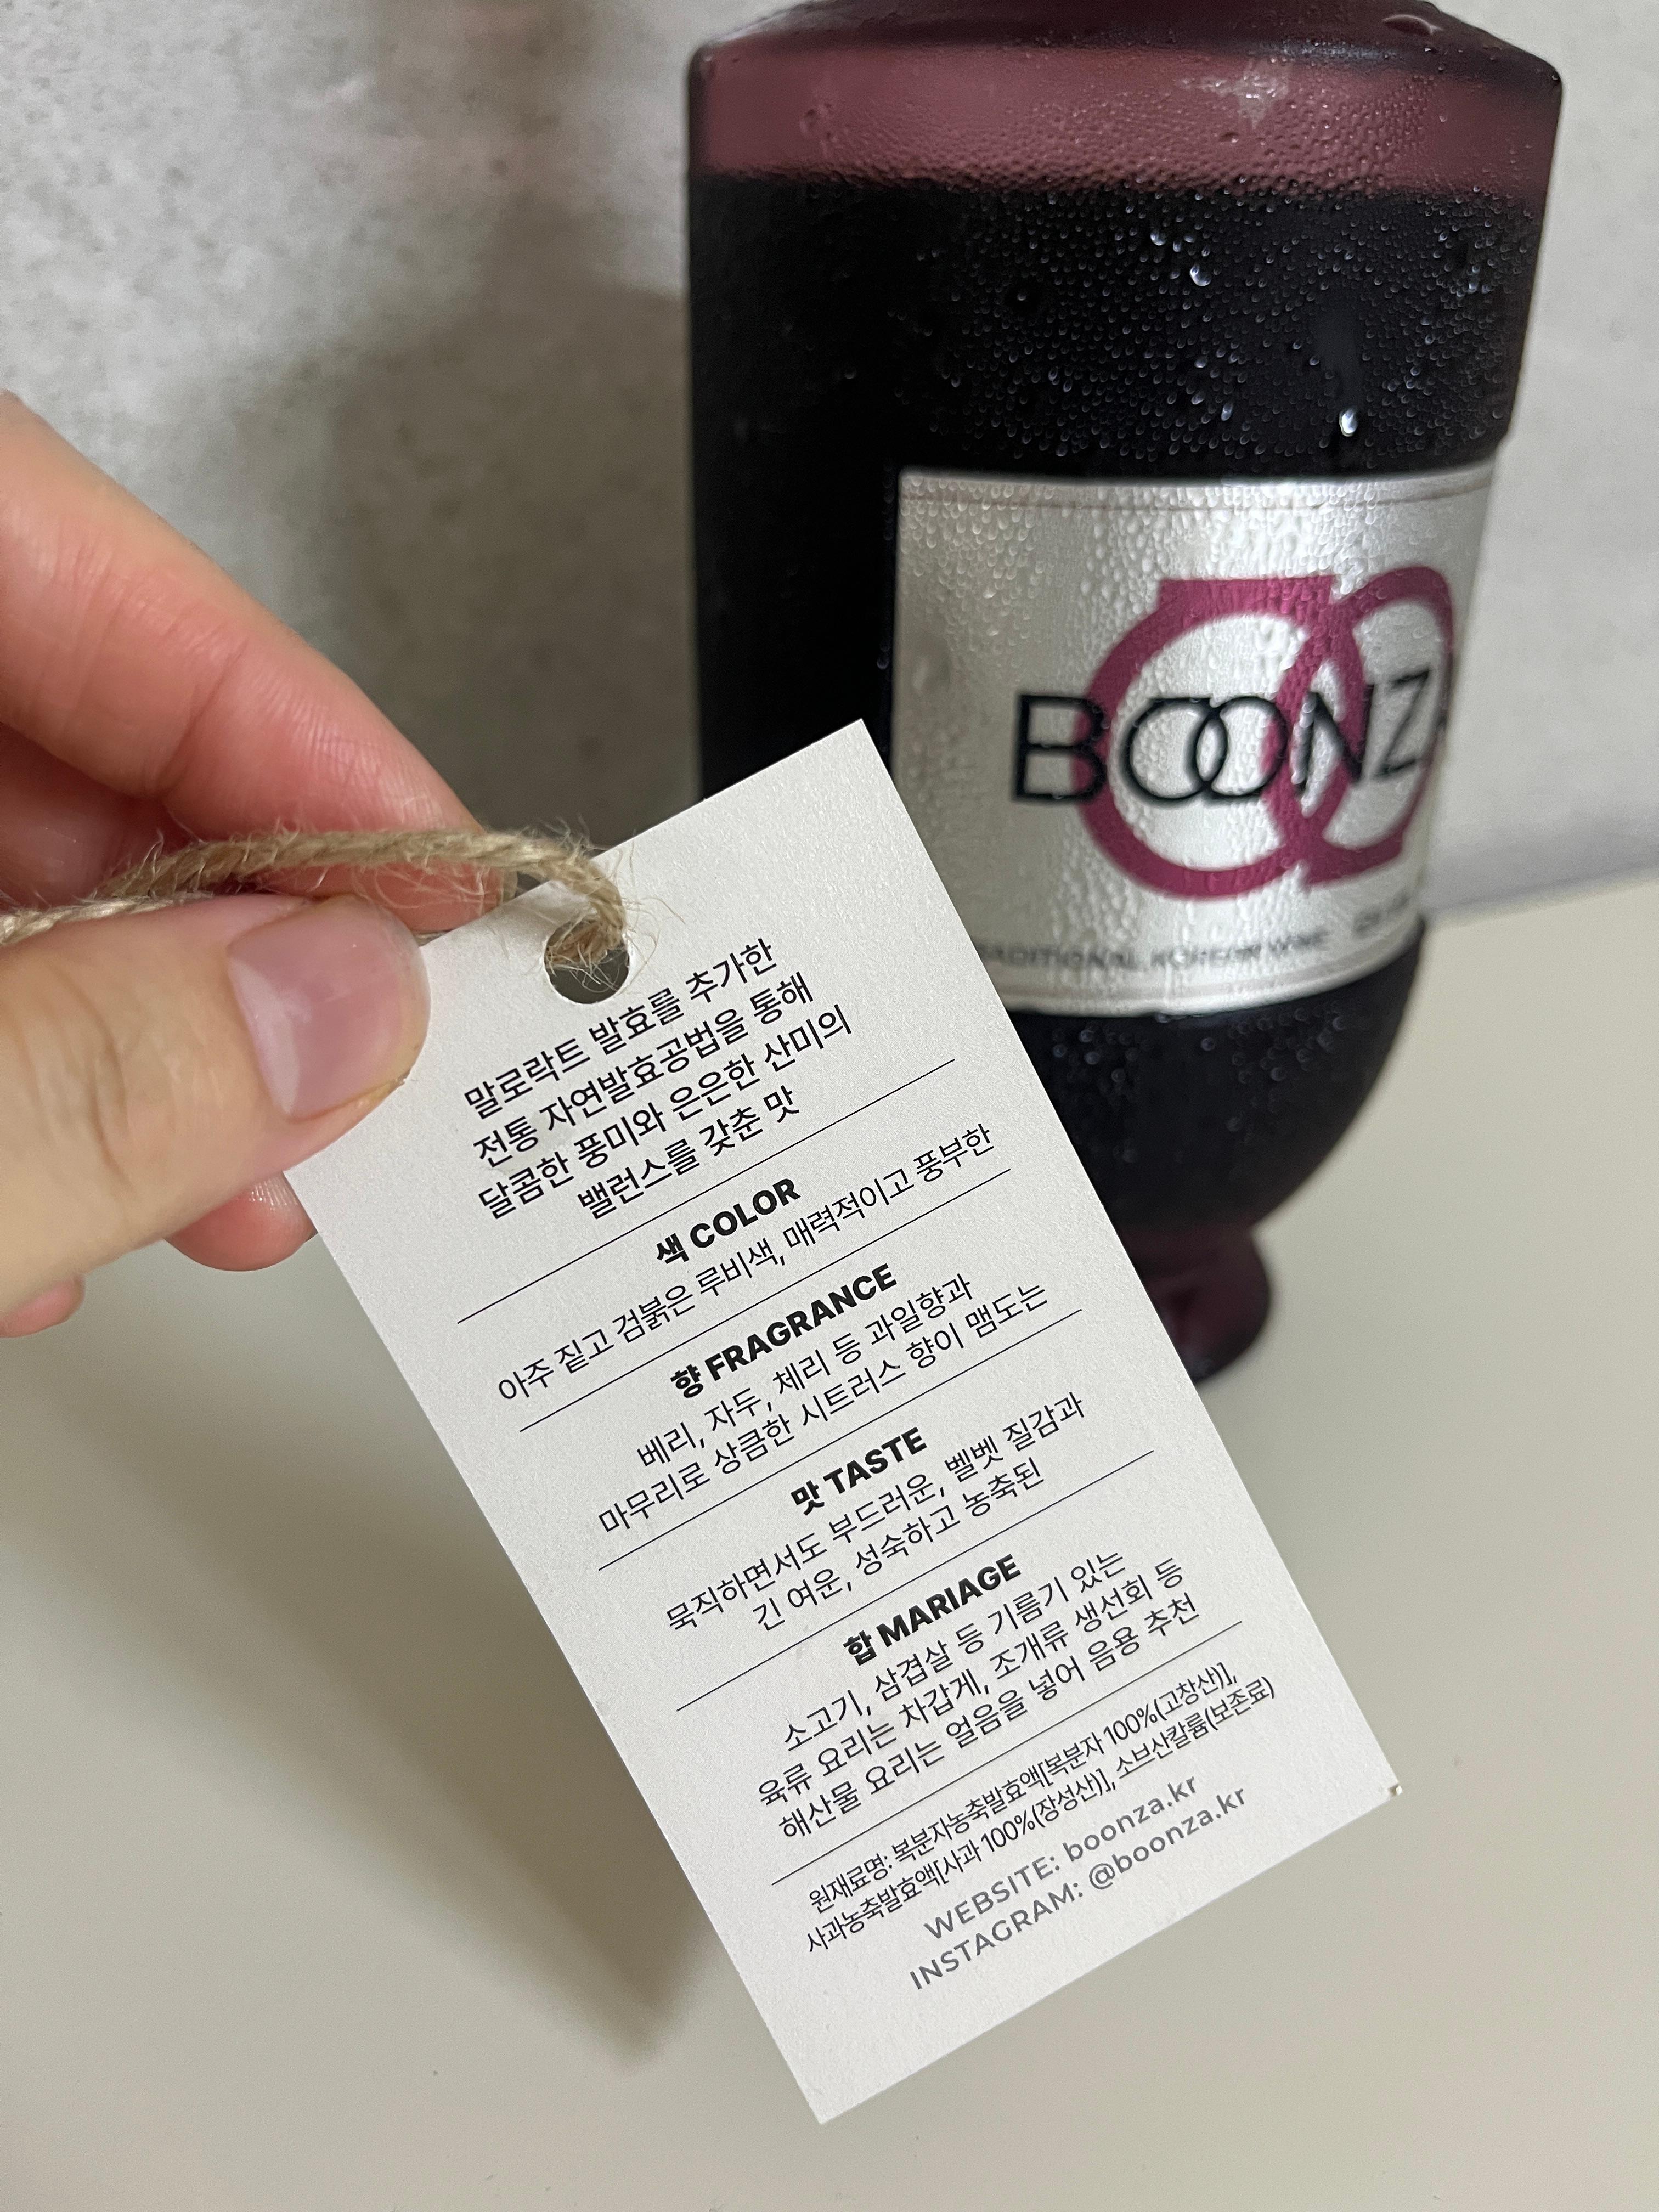 BOONZ
TRADITIONAL KOREAN WINE
말로락트 발효를 추가한
전통 자연발효공법을 통해
달콤한 풍미와 은은한 산미의
밸런스를 갖춘 맛
색 COLOR
아주 짙고 검붉은 루비색, 매력적이고 풍부한
향 FRAGRANCE
베리, 자두, 체리 등 과일향과
마무리로 상큼한 시트러스 향이 맴도는
맛 TASTE
묵직하면서도 부드러운, 벨벳 질감과
긴 여운, 성숙하고 농축된
합 MARIAGE
소고기, 삼겹살 등 기름기 있는
육류 요리는 차갑게, 조개류 생선회 등
해산물 요리는 얼음을 넣어 음용 추천
원재료명: 복분자농축발효액[복분자 100%(고창산)],
사과농축발효액[사과 100%(장성산)], 소브산칼륨(보존료)
WEBSITE: boonza.kr
INSTAGRAM: @boonza.kr